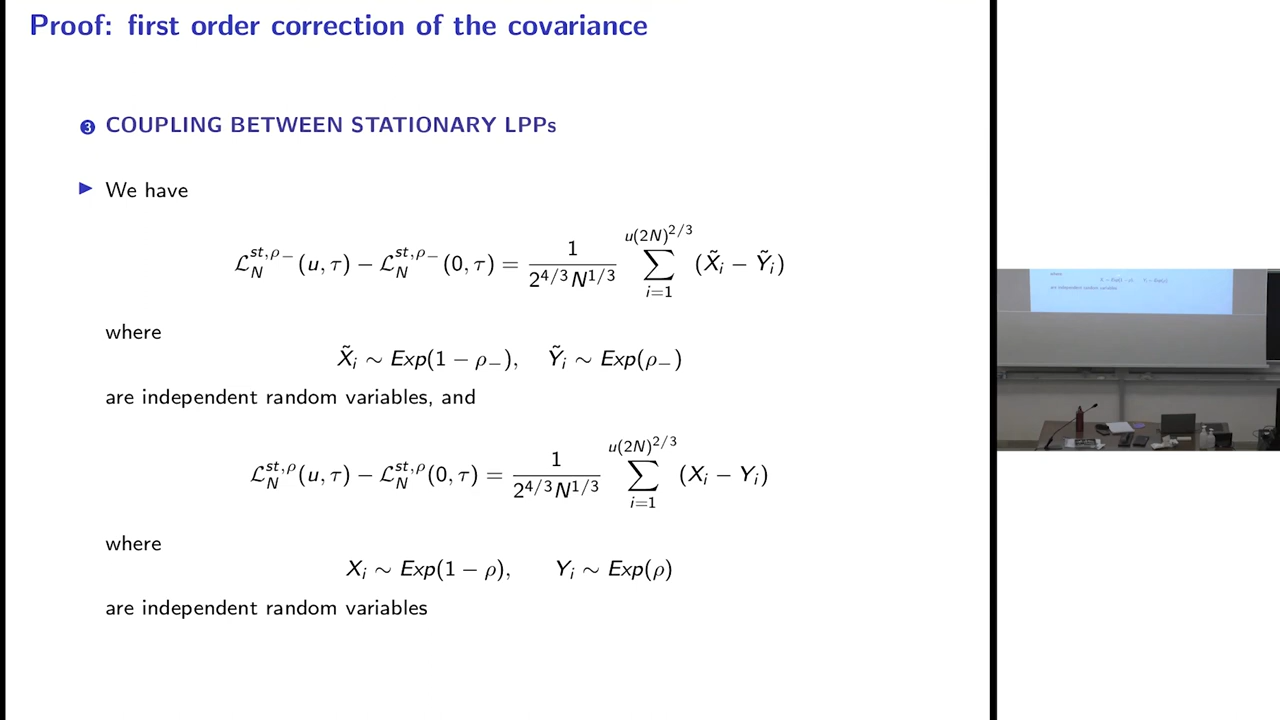 Proof: first order correction of the covariance
❸ COUPLING BETWEEN STATIONARY LPPs
▶ We have
$\mathcal{L}_N^{st,\rho_-}(u,\tau) - \mathcal{L}_N^{st,\rho_-}(0,\tau) = \frac{1}{2^{4/3}N^{1/3}} \sum_{i=1}^{u(2N)^{2/3}} (\tilde{X}_i - \tilde{Y}_i)$
where
$\tilde{X}_i \sim Exp(1-\rho_-), \quad \tilde{Y}_i \sim Exp(\rho_-)$
are independent random variables, and
$\mathcal{L}_N^{st,\rho}(u,\tau) - \mathcal{L}_N^{st,\rho}(0,\tau) = \frac{1}{2^{4/3}N^{1/3}} \sum_{i=1}^{u(2N)^{2/3}} (X_i - Y_i)$
where
$X_i \sim Exp(1-\rho), \quad Y_i \sim Exp(\rho)$
are independent random variables